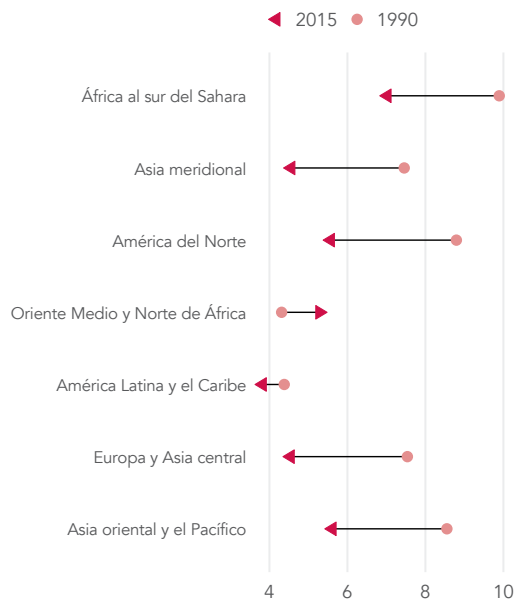 2015 1990
África al sur del Sahara
Asia meridional
América del Norte
Oriente Medio y Norte de África
América Latina y el Caribe
Europa y Asia central
Asia oriental y el Pacífico
4 6 8 10